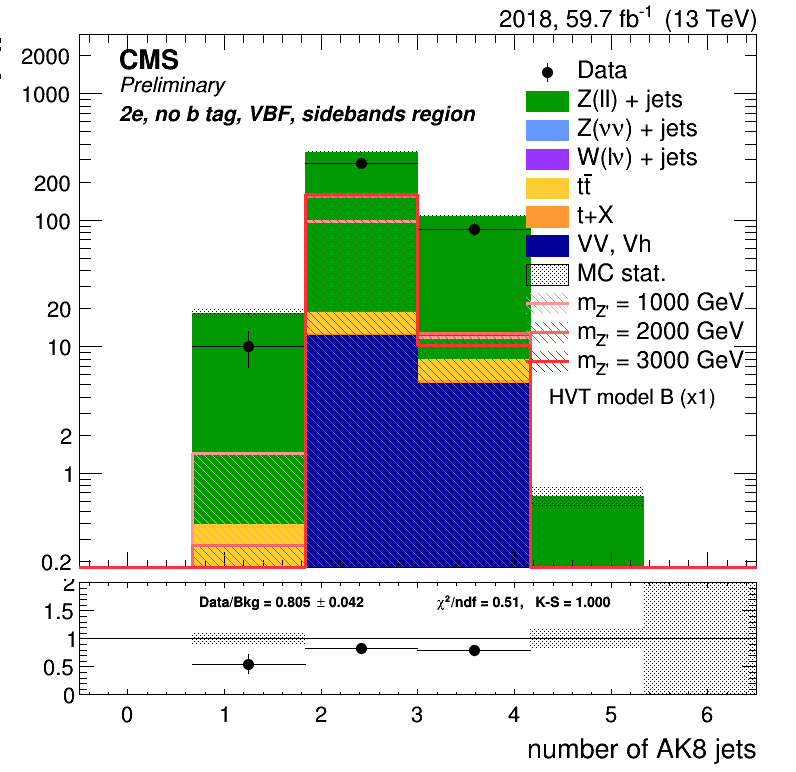 2018, 59.7 fb⁻¹ (13 TeV)
CMS
Preliminary
2e, no b tag, VBF, sidebands region
Data
Z(ll) + jets
Z(νν) + jets
W(lν) + jets
tt̄
t+X
VV, Vh
MC stat.
m_Z' = 1000 GeV
m_Z' = 2000 GeV
m_Z' = 3000 GeV
HVT model B (x1)
2000
1000
200
100
20
10
2
1
0.2
Data/Bkg = 0.805 ± 0.042 χ²/ndf = 0.51, K-S = 1.000
2
1.5
1
0.5
0
0 1 2 3 4 5 6
number of AK8 jets